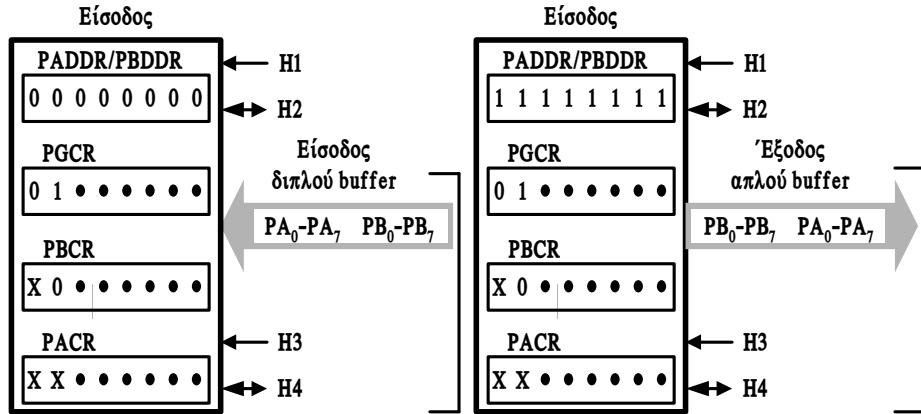 Είσοδος
PADDR/PBDDR
0 0 0 0 0 0 0 0
H1
H2
PGCR
0 1 • • • • • •
Είσοδος
διπλού buffer
PA0-PA7 PB0-PB7
PBCR
X 0 • • • • • •
PACR
X X • • • • • •
H3
H4
Είσοδος
PADDR/PBDDR
1 1 1 1 1 1 1 1
H1
H2
PGCR
0 1 • • • • • •
Έξοδος
απλού buffer
PB0-PB7 PA0-PA7
PBCR
X 0 • • • • • •
PACR
X X • • • • • •
H3
H4